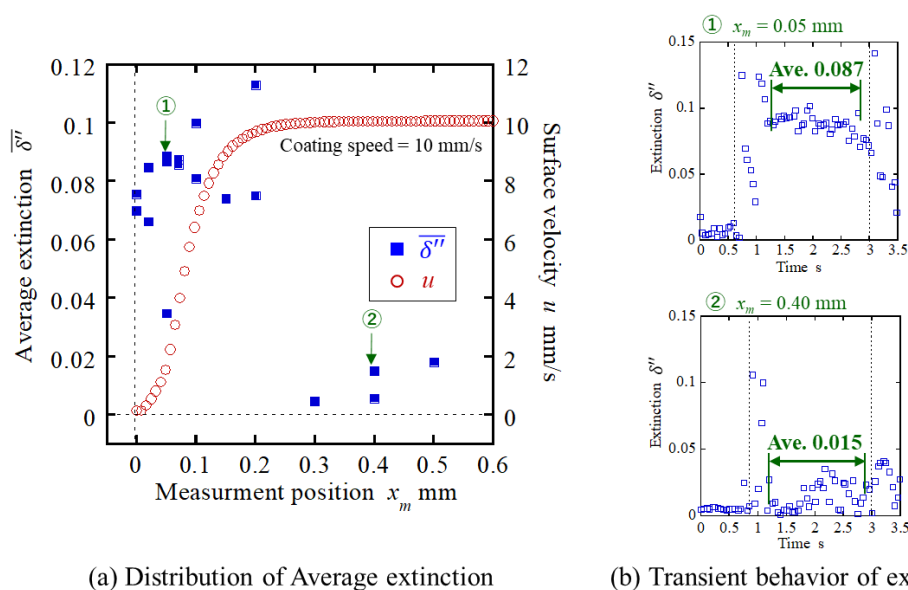 ① x_m = 0.05 mm
0.15
0.1
0.05
0
Extinction δ″
Ave. 0.087
0 0.5 1 1.5 2 2.5 3 3.5
Time s
② x_m = 0.40 mm
0.15
0.1
0.05
0
Extinction δ″
Ave. 0.015
0 0.5 1 1.5 2 2.5 3 3.5
Time s
0.12
0.1
0.08
0.06
0.04
0.02
0
Average extinction δ″
12
10
8
6
4
2
0
Surface velocity u mm/s
①
Coating speed = 10 mm/s
δ″
u
②
0 0.1 0.2 0.3 0.4 0.5 0.6
Measurment position x_m mm
(a) Distribution of Average extinction
(b) Transient behavior of ex